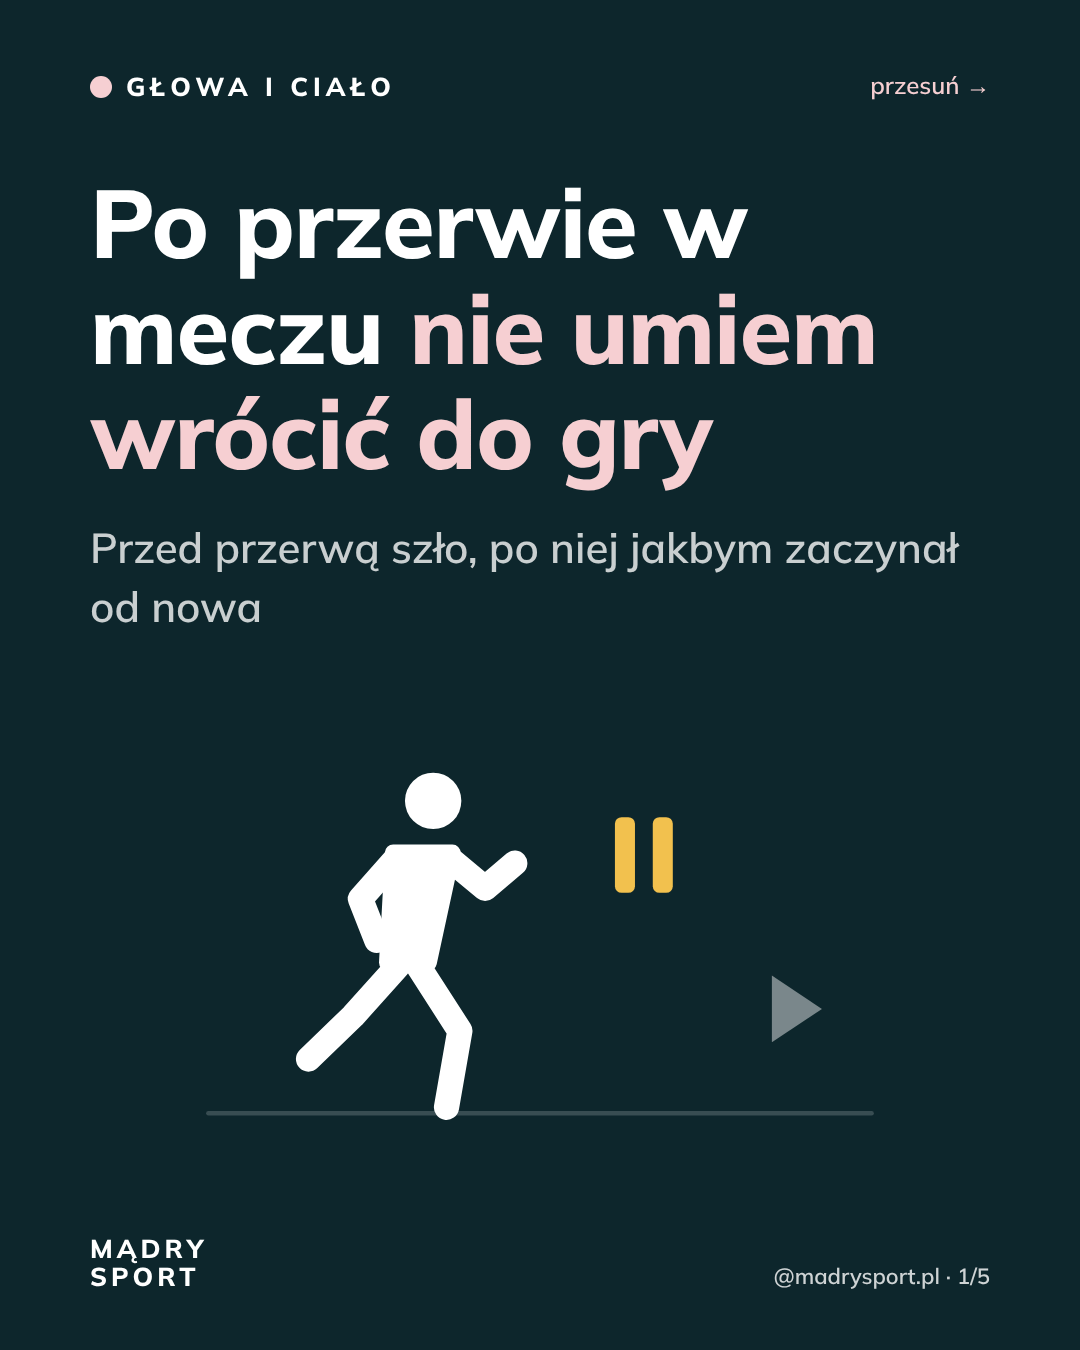 GŁOWA I CIAŁO
przesuń →
Po przerwie w
meczu nie umiem
wrócić do gry
Przed przerwą szło, po niej jakbym zaczynał
od nowa
MĄDRY
SPORT
@madrysport.pl · 1/5